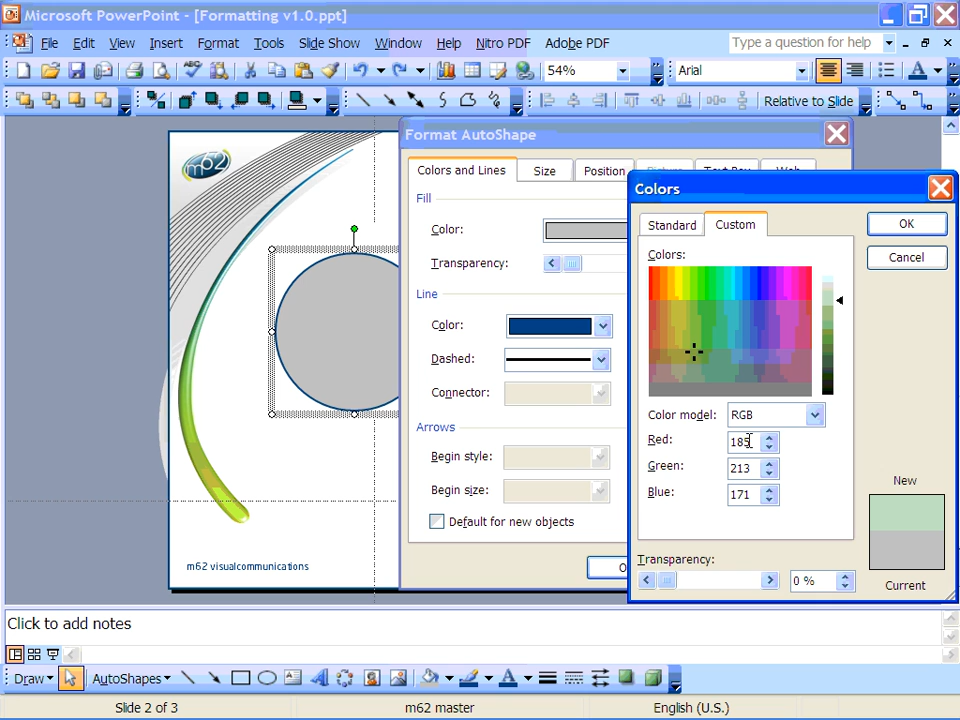 Microsoft PowerPoint - [Formatting v1.0.ppt]
File Edit View Insert Format Tools Slide Show Window Help Nitro PDF Adobe PDF Type a question for help
54% Arial
Relative to Slide
m62
Format AutoShape
Colors and Lines Size Position Picture Text Box Web
Fill
Color:
Transparency:
Line
Color:
Dashed:
Connector:
Arrows
Begin style:
Begin size:
Default for new objects
Colors
Standard Custom
OK
Cancel
Colors:
Color model: RGB
Red: 185
Green: 213
Blue: 171
New
Current
Transparency:
0 %
m62 visualcommunications
Click to add notes
Draw AutoShapes
Slide 2 of 3 m62 master English (U.S.)